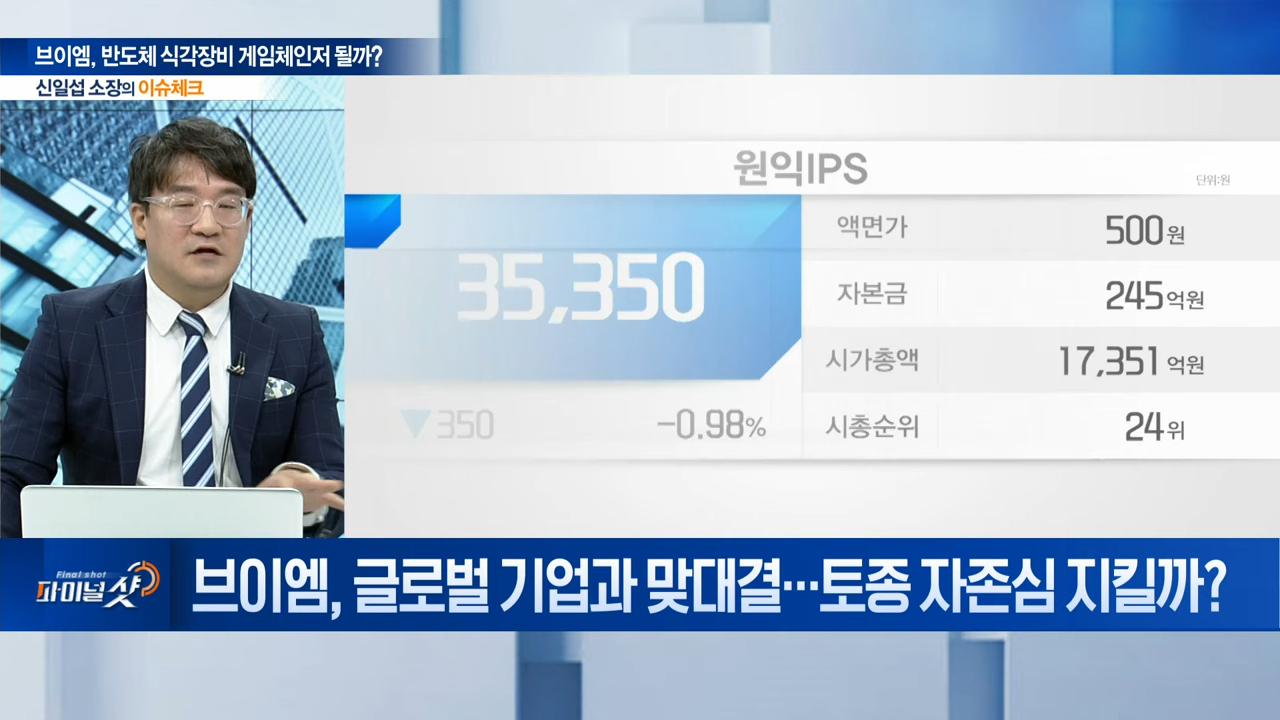 브이엠, 반도체 식각장비 게임체인저 될까?
신일섭 소장의 이슈체크
원익IPS
단위:원
35,350
▼350 -0.98%
액면가 500원
자본금 245억원
시가총액 17,351억원
시총순위 24위
Final shot
파이널샷
브이엠, 글로벌 기업과 맞대결…토종 자존심 지킬까?